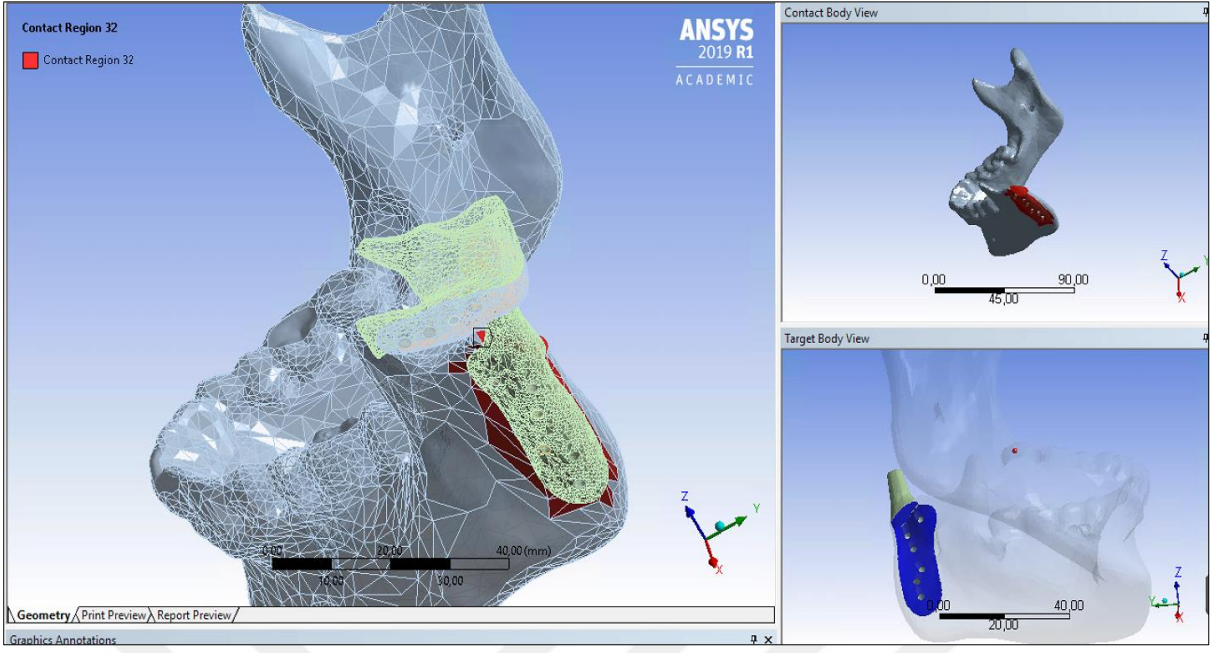 Contact Region 32
Contact Region 32
ANSYS
2019 R1
ACADEMIC
Z
Y
X
0,00
20,00
40,00 (mm)
10,00
30,00
Geometry
Print Preview
Report Preview
Graphics Annotations
Contact Body View
Z
Y
X
0,00
90,00
45,00
Target Body View
Z
Y
X
0,00
40,00
20,00